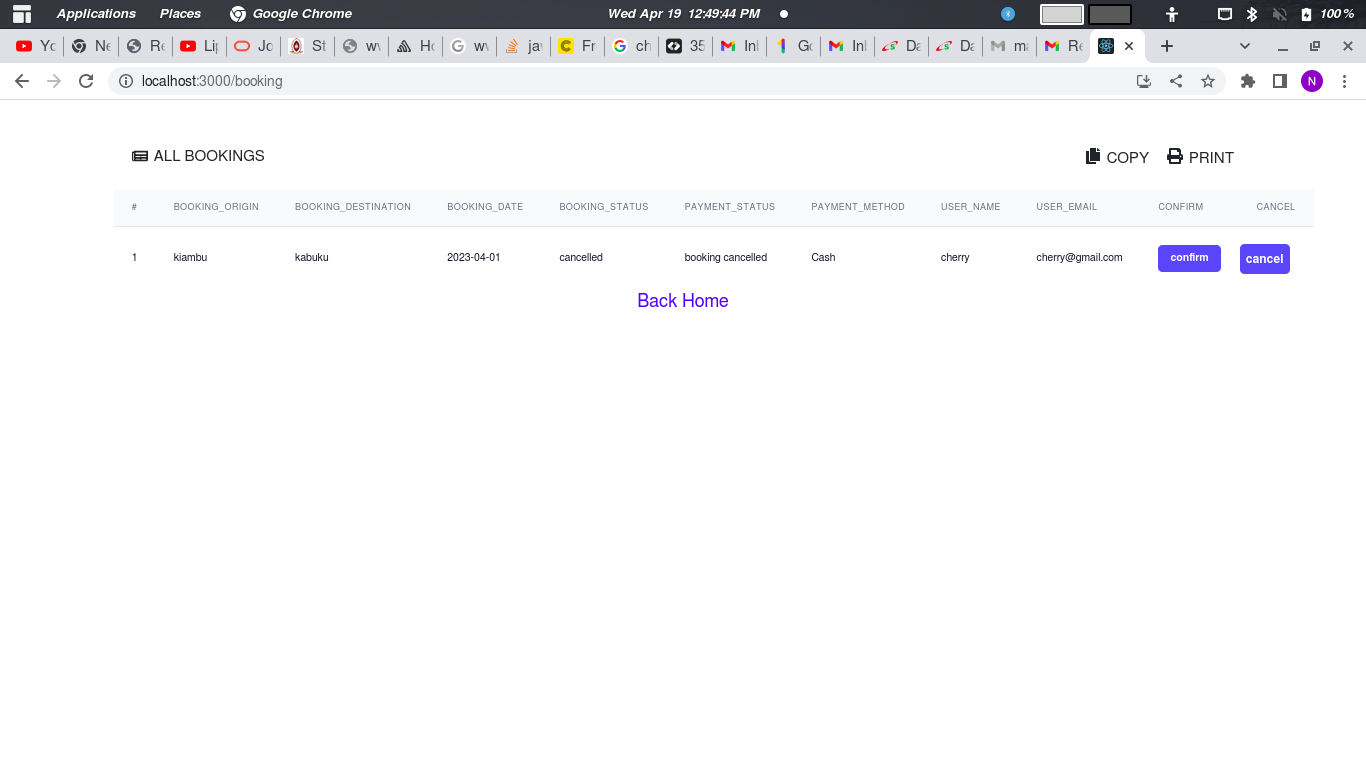 Applications Places Google Chrome Wed Apr 19 12:49:44 PM 100 %
Yc Ne Re Lip Jo St wv Ho wv jav Fr ch 35 Inl Go Inl Da Da ma Re
localhost:3000/booking N
ALL BOOKINGS COPY PRINT
# BOOKING_ORIGIN BOOKING_DESTINATION BOOKING_DATE BOOKING_STATUS PAYMENT_STATUS PAYMENT_METHOD USER_NAME USER_EMAIL CONFIRM CANCEL
1 kiambu kabuku 2023-04-01 cancelled booking cancelled Cash cherry cherry@gmail.com confirm cancel
Back Home